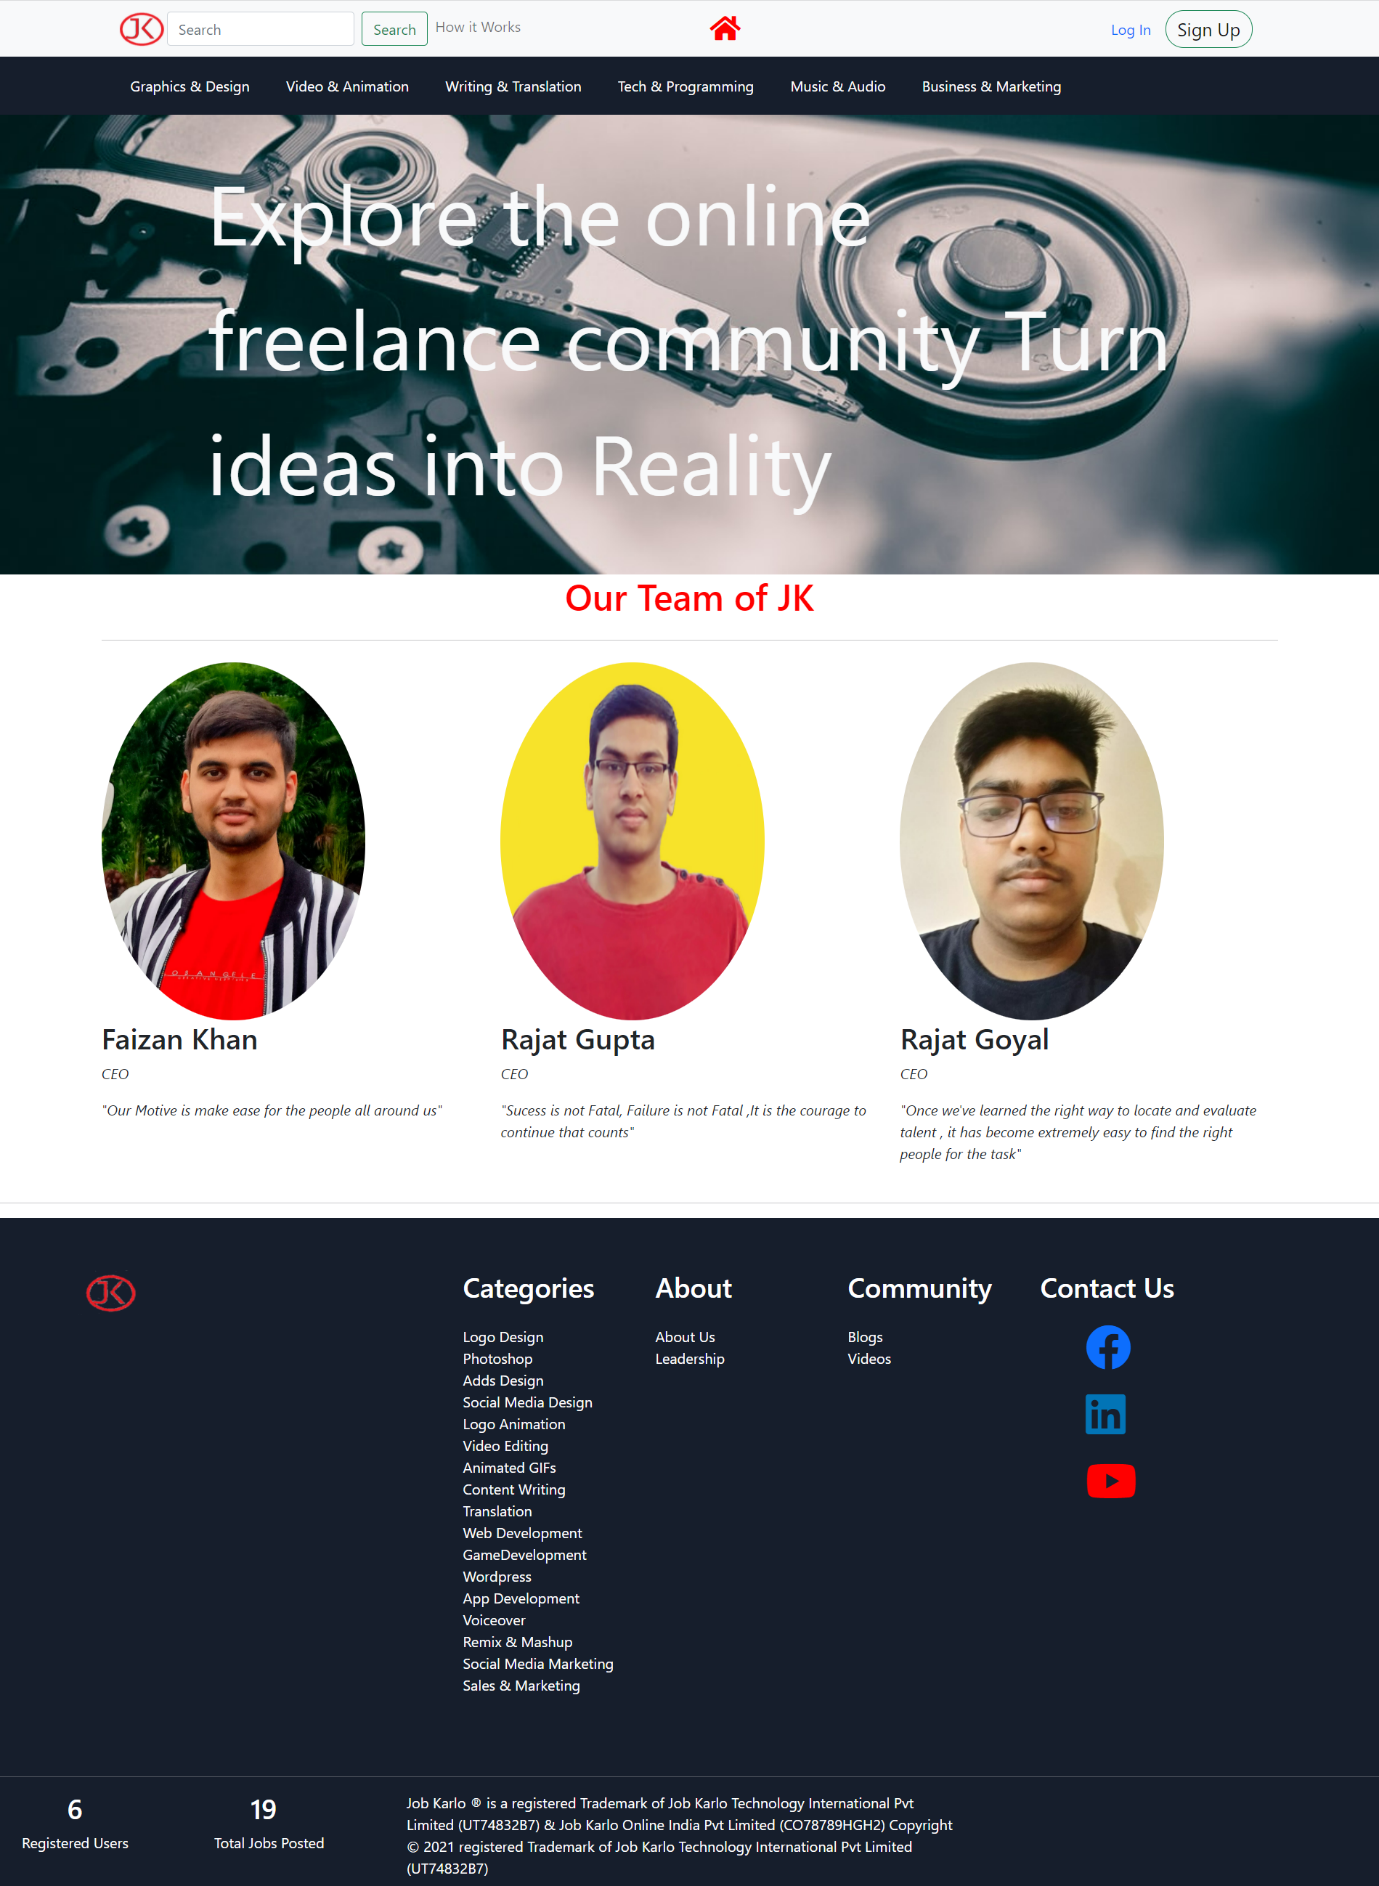 JK Search Search How it Works Log In Sign Up
Graphics & Design Video & Animation Writing & Translation Tech & Programming Music & Audio Business & Marketing
Explore the online
freelance community Turn
ideas into Reality
Our Team of JK
Faizan Khan
CEO
"Our Motive is make ease for the people all around us"
Rajat Gupta
CEO
"Sucess is not Fatal, Failure is not Fatal ,It is the courage to
continue that counts"
Rajat Goyal
CEO
"Once we've learned the right way to locate and evaluate
talent , it has become extremely easy to find the right
people for the task"
JK
Categories
Logo Design
Photoshop
Adds Design
Social Media Design
Logo Animation
Video Editing
Animated GIFs
Content Writing
Translation
Web Development
GameDevelopment
Wordpress
App Development
Voiceover
Remix & Mashup
Social Media Marketing
Sales & Marketing
About
About Us
Leadership
Community
Blogs
Videos
Contact Us
in
6
Registered Users
19
Total Jobs Posted
Job Karlo ® is a registered Trademark of Job Karlo Technology International Pvt
Limited (UT74832B7) & Job Karlo Online India Pvt Limited (CO78789HGH2) Copyright
© 2021 registered Trademark of Job Karlo Technology International Pvt Limited
(UT74832B7)